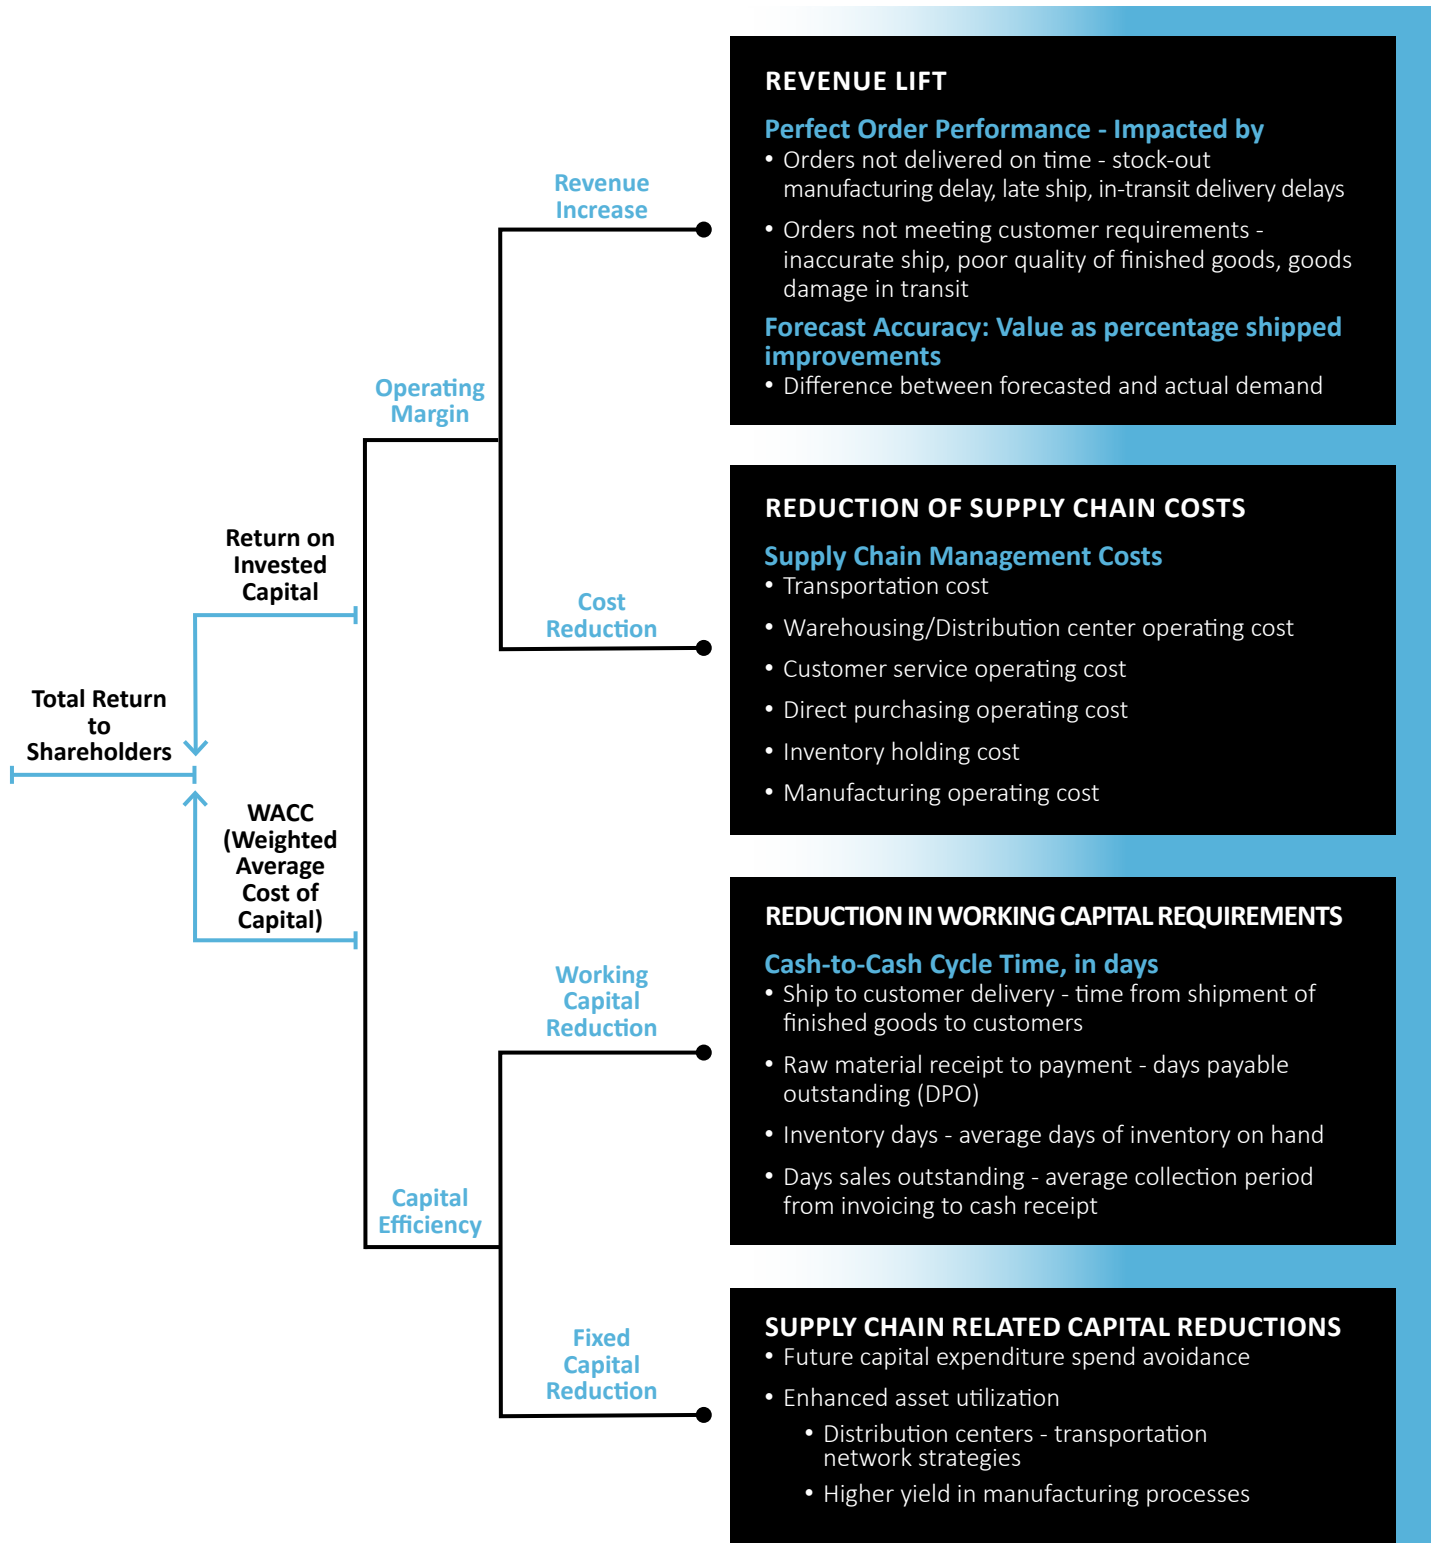 Total Return
to
Shareholders
Return on
Invested
Capital
WACC
(Weighted
Average
Cost of
Capital)
Operating
Margin
Capital
Efficiency
Revenue
Increase
Cost
Reduction
Working
Capital
Reduction
Fixed
Capital
Reduction
REVENUE LIFT
Perfect Order Performance - Impacted by
• Orders not delivered on time - stock-out
manufacturing delay, late ship, in-transit delivery delays
• Orders not meeting customer requirements -
inaccurate ship, poor quality of finished goods, goods
damage in transit
Forecast Accuracy: Value as percentage shipped
improvements
• Difference between forecasted and actual demand
REDUCTION OF SUPPLY CHAIN COSTS
Supply Chain Management Costs
• Transportation cost
• Warehousing/Distribution center operating cost
• Customer service operating cost
• Direct purchasing operating cost
• Inventory holding cost
• Manufacturing operating cost
REDUCTION IN WORKING CAPITAL REQUIREMENTS
Cash-to-Cash Cycle Time, in days
• Ship to customer delivery - time from shipment of
finished goods to customers
• Raw material receipt to payment - days payable
outstanding (DPO)
• Inventory days - average days of inventory on hand
• Days sales outstanding - average collection period
from invoicing to cash receipt
SUPPLY CHAIN RELATED CAPITAL REDUCTIONS
• Future capital expenditure spend avoidance
• Enhanced asset utilization
• Distribution centers - transportation
network strategies
• Higher yield in manufacturing processes